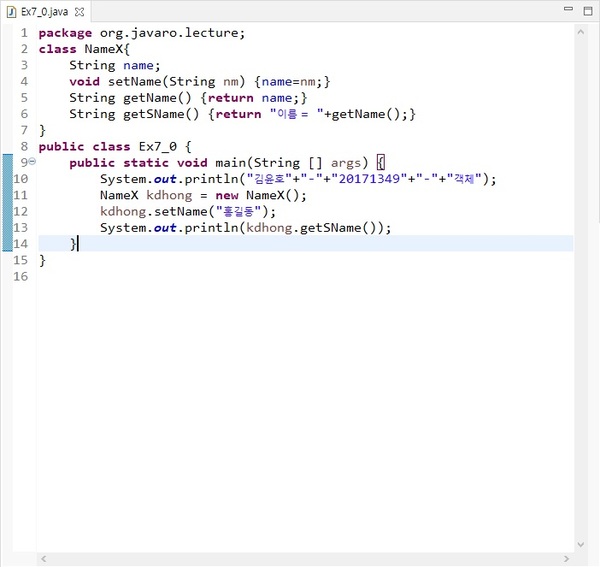 Ex7_0.java
1 package org.javaro.lecture;
2 class NameX{
3     String name;
4     void setName(String nm) {name=nm;}
5     String getName() {return name;}
6     String getSName() {return "이름 = "+getName();}
7 }
8 public class Ex7_0 {
9     public static void main(String [] args) {
10         System.out.println("김윤호"+"-"+"20171349"+"-"+"객체");
11         NameX kdhong = new NameX();
12         kdhong.setName("홍길동");
13         System.out.println(kdhong.getSName());
14     }
15 }
16